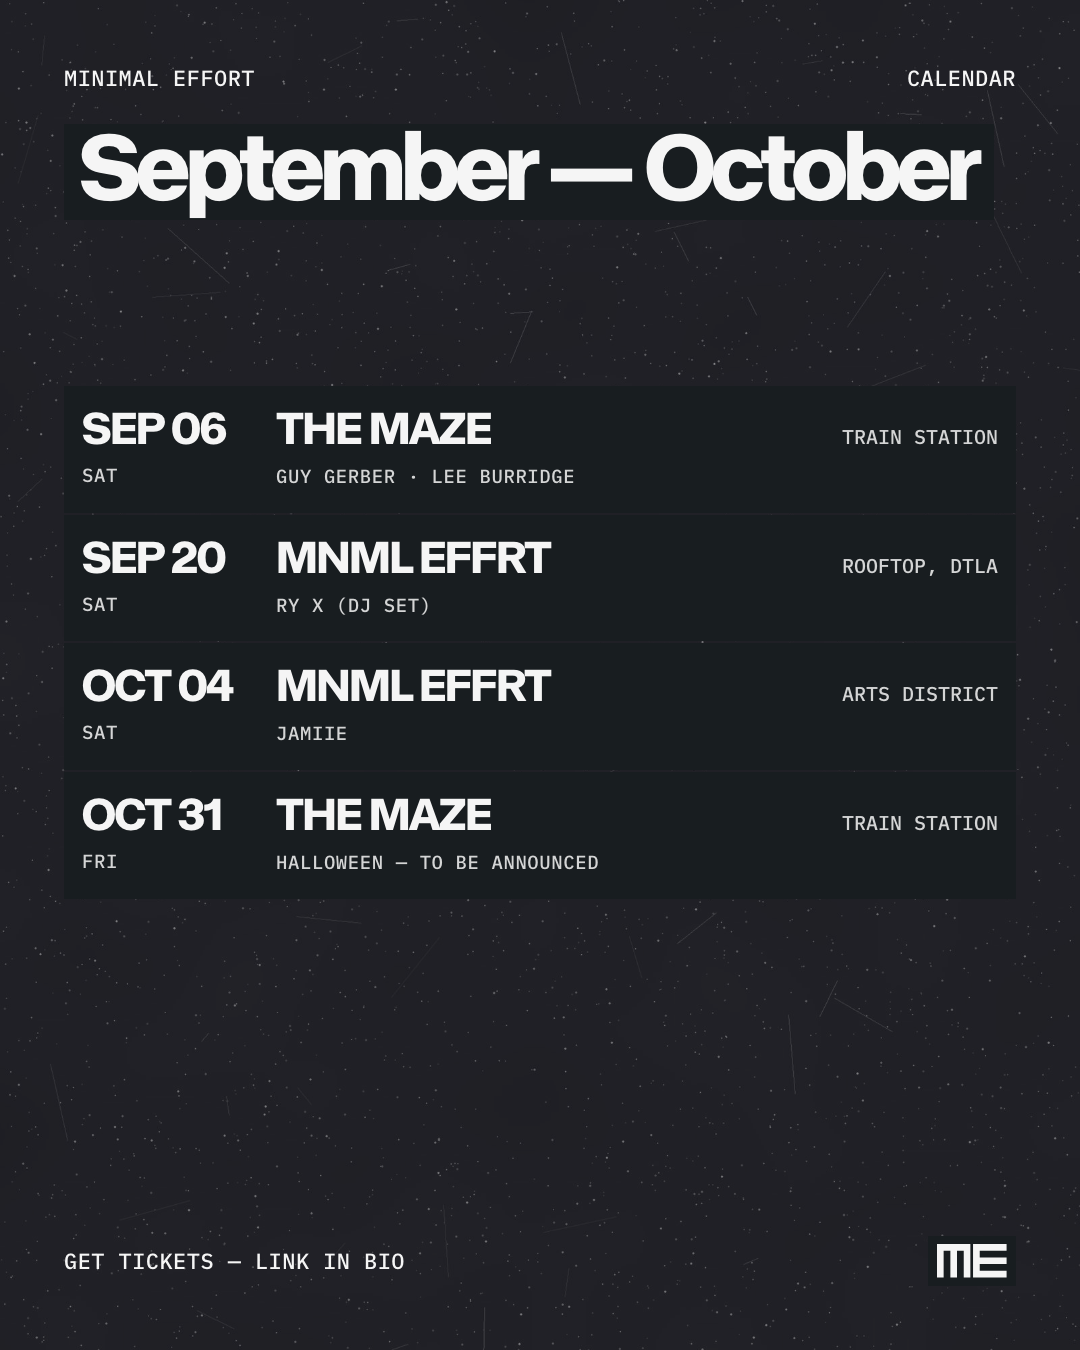 MINIMAL EFFORT
CALENDAR
September — October
SEP 06
THE MAZE
TRAIN STATION
SAT
GUY GERBER · LEE BURRIDGE
SEP 20
MNML EFFRT
ROOFTOP, DTLA
SAT
RY X (DJ SET)
OCT 04
MNML EFFRT
ARTS DISTRICT
SAT
JAMIIE
OCT 31
THE MAZE
TRAIN STATION
FRI
HALLOWEEN — TO BE ANNOUNCED
GET TICKETS — LINK IN BIO
ME